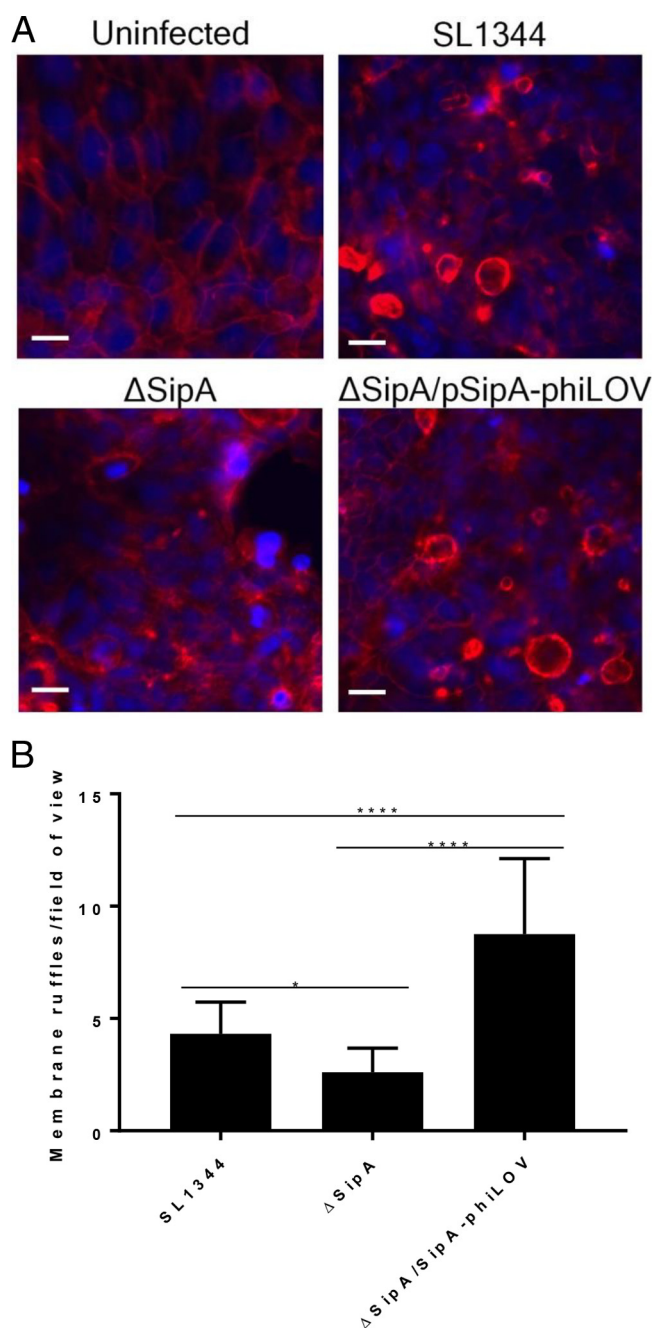 A
Uninfected
SL1344
ΔSipA
ΔSipA/pSipA-phiLOV
B
Membrane ruffles/field of view
15
10
5
0
****
****
*
SL1344
ΔSipA
ΔSipA/SipA-phiLOV